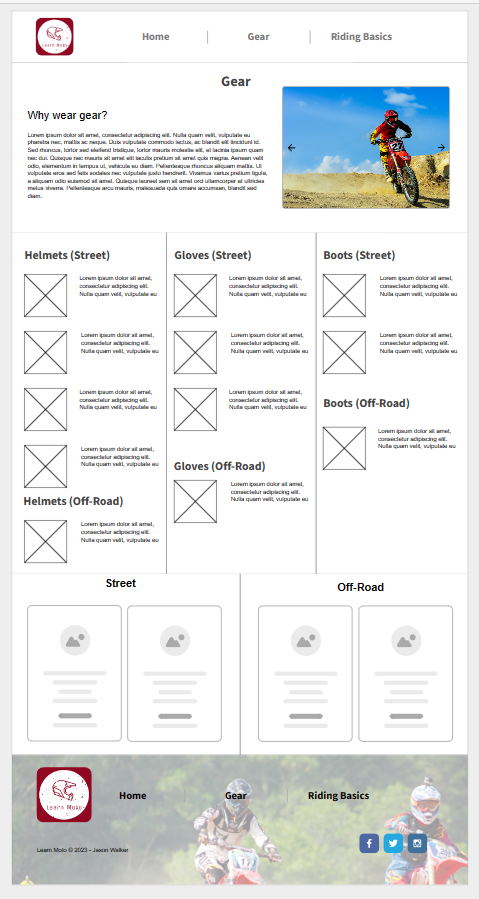 Learn Moto
Home
Gear
Riding Basics
Gear
Why wear gear?
Lorem ipsum dolor sit amet, consectetur adipiscing elit. Nulla quam velit, vulputate eu
pharetra nec, mattis ac neque. Duis vulputate commodo lectus, ac blandit elit tincidunt id.
Sed rhoncus, tortor sed eleifend tristique, tortor mauris molestie elit, et lacinia ipsum quam
nec dui. Quisque nec mauris sit amet elit iaculis pretium sit amet quis magna. Aenean velit
odio, elementum in tempus ut, vehicula eu diam. Pellentesque rhoncus aliquam mattis. Ut
vulputate eros sed felis sodales nec vulputate justo hendrerit. Vivamus varius pretium ligula,
a aliquam odio euismod sit amet. Quisque laoreet sem sit amet orci ullamcorper at ultricies
metus viverra. Pellentesque arcu mauris, malesuada quis ornare accumsan, blandit sed
diam.
Helmets (Street)
Lorem ipsum dolor sit amet,
consectetur adipiscing elit.
Nulla quam velit, vulputate eu
Lorem ipsum dolor sit amet,
consectetur adipiscing elit.
Nulla quam velit, vulputate eu
Lorem ipsum dolor sit amet,
consectetur adipiscing elit.
Nulla quam velit, vulputate eu
Lorem ipsum dolor sit amet,
consectetur adipiscing elit.
Nulla quam velit, vulputate eu
Helmets (Off-Road)
Lorem ipsum dolor sit amet,
consectetur adipiscing elit.
Nulla quam velit, vulputate eu
Gloves (Street)
Lorem ipsum dolor sit amet,
consectetur adipiscing elit.
Nulla quam velit, vulputate eu
Lorem ipsum dolor sit amet,
consectetur adipiscing elit.
Nulla quam velit, vulputate eu
Lorem ipsum dolor sit amet,
consectetur adipiscing elit.
Nulla quam velit, vulputate eu
Gloves (Off-Road)
Lorem ipsum dolor sit amet,
consectetur adipiscing elit.
Nulla quam velit, vulputate eu
Boots (Street)
Lorem ipsum dolor sit amet,
consectetur adipiscing elit.
Nulla quam velit, vulputate eu
Lorem ipsum dolor sit amet,
consectetur adipiscing elit.
Nulla quam velit, vulputate eu
Boots (Off-Road)
Lorem ipsum dolor sit amet,
consectetur adipiscing elit.
Nulla quam velit, vulputate eu
Street
Off-Road
Learn Moto
Home
Gear
Riding Basics
Learn Moto © 2023 - Jason Walker